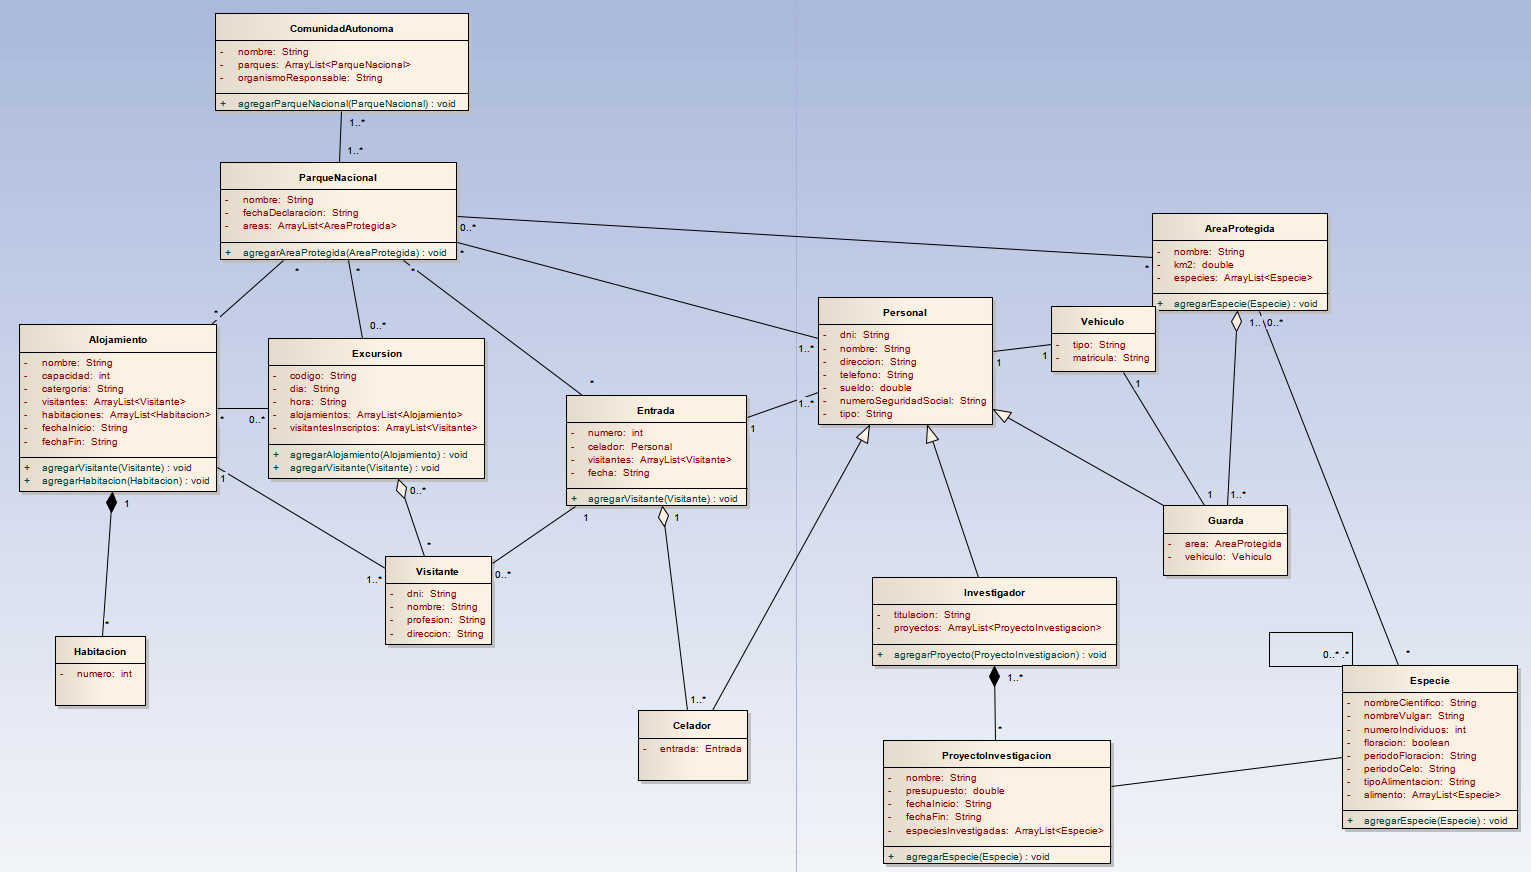 ComunidadAutonoma
- nombre: String
- parques: ArrayList<ParqueNacional>
- organismoResponsable: String
+ agregarParqueNacional(ParqueNacional) : void
1..*
1..*
ParqueNacional
- nombre: String
- fechaDeclaracion: String
- areas: ArrayList<AreaProtegida>
+ agregarAreaProtegida(AreaProtegida) : void
0..*
*
*
*
*
*
0..*
*
*
AreaProtegida
- nombre: String
- km2: double
- especies: ArrayList<Especie>
+ agregarEspecie(Especie) : void
1..
0..*
Personal
- dni: String
- nombre: String
- direccion: String
- telefono: String
- sueldo: double
- numeroSeguridadSocial: String
- tipo: String
1..*
1..*
1
1
Vehiculo
- tipo: String
- matricula: String
1
Alojamiento
- nombre: String
- capacidad: int
- catergoria: String
- visitantes: ArrayList<Visitante>
- habitaciones: ArrayList<Habitacion>
- fechaInicio: String
- fechaFin: String
+ agregarVisitante(Visitante) : void
+ agregarHabitacion(Habitacion) : void
*
0..*
1
1
Excursion
- codigo: String
- dia: String
- hora: String
- alojamientos: ArrayList<Alojamiento>
- visitantesInscriptos: ArrayList<Visitante>
+ agregarAlojamiento(Alojamiento) : void
+ agregarVisitante(Visitante) : void
0..*
*
Entrada
- numero: int
- celador: Personal
- visitantes: ArrayList<Visitante>
- fecha: String
+ agregarVisitante(Visitante) : void
1
1
1
1
1..*
Guarda
- area: AreaProtegida
- vehiculo: Vehiculo
1..*
0..*
Visitante
- dni: String
- nombre: String
- profesion: String
- direccion: String
Investigador
- titulacion: String
- proyectos: ArrayList<ProyectoInvestigacion>
+ agregarProyecto(ProyectoInvestigacion) : void
1..*
*
*
Habitacion
- numero: int
0..*
*
*
Especie
- nombreCientifico: String
- nombreVulgar: String
- numeroIndividuos: int
- floracion: boolean
- periodoFloracion: String
- periodoCelo: String
- tipoAlimentacion: String
- alimento: ArrayList<Especie>
+ agregarEspecie(Especie) : void
1..*
Celador
- entrada: Entrada
ProyectoInvestigacion
- nombre: String
- presupuesto: double
- fechaInicio: String
- fechaFin: String
- especiesInvestigadas: ArrayList<Especie>
+ agregarEspecie(Especie) : void